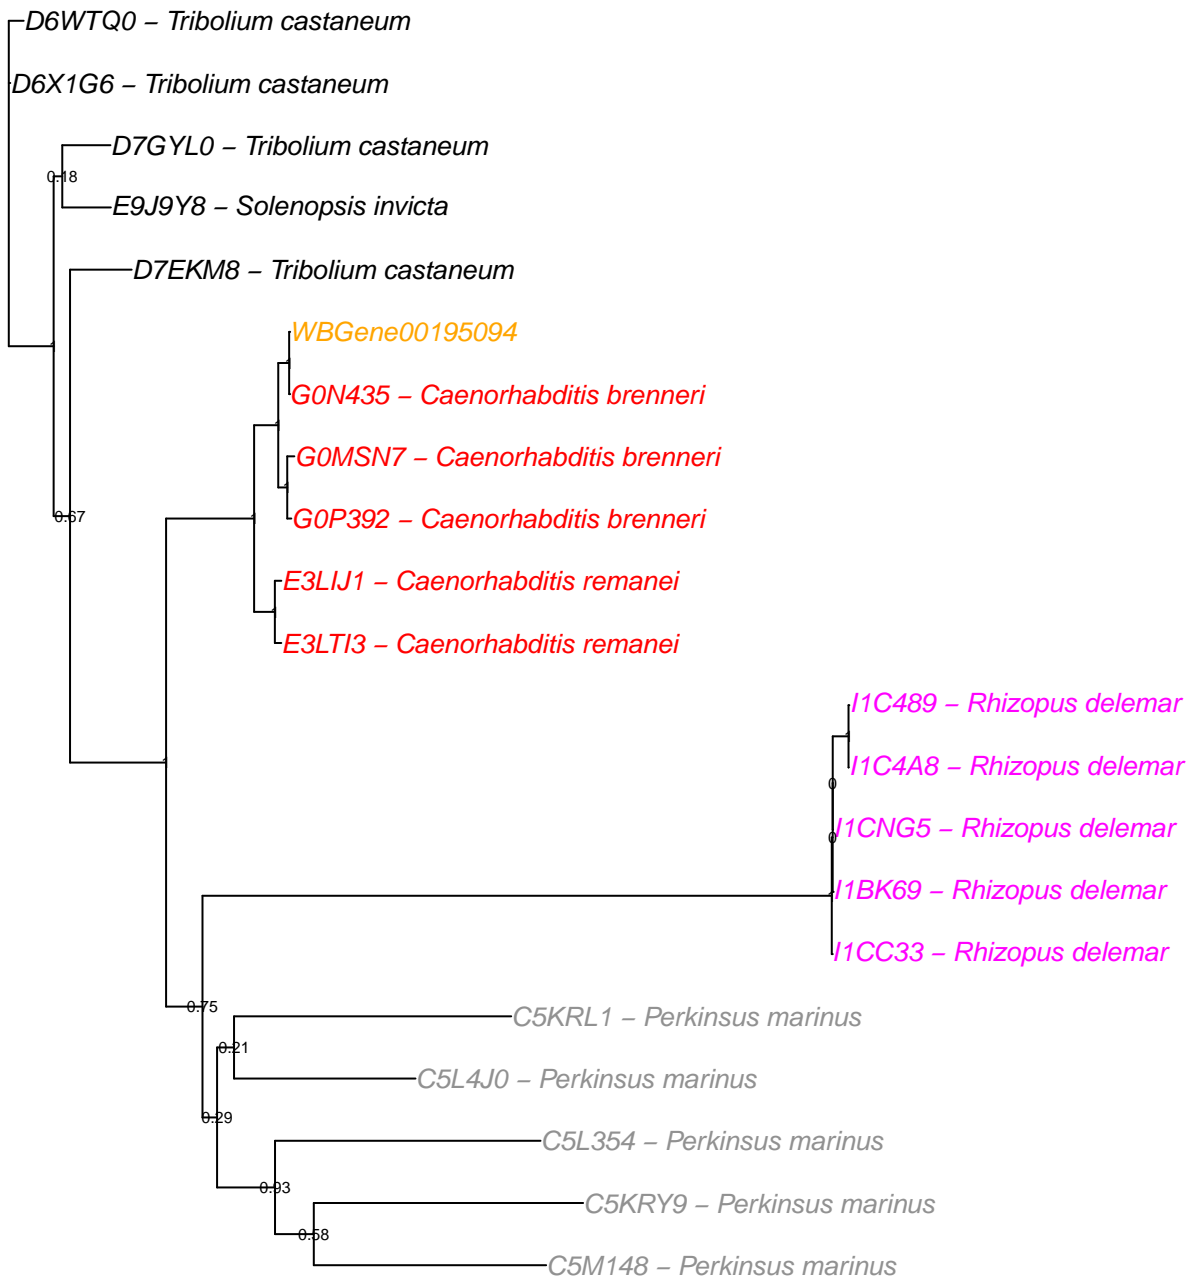 D6WTQ0 – Tribolium castaneum
D6X1G6 – Tribolium castaneum
D7GYL0 – Tribolium castaneum
0.18
E9J9Y8 – Solenopsis invicta
D7EKM8 – Tribolium castaneum
WBGene00195094
G0N435 – Caenorhabditis brenneri
G0MSN7 – Caenorhabditis brenneri
G0P392 – Caenorhabditis brenneri
0.67
E3LIJ1 – Caenorhabditis remanei
E3LTI3 – Caenorhabditis remanei
I1C489 – Rhizopus delemar
I1C4A8 – Rhizopus delemar
0
I1CNG5 – Rhizopus delemar
0
I1BK69 – Rhizopus delemar
I1CC33 – Rhizopus delemar
0.75
C5KRL1 – Perkinsus marinus
0.21
C5L4J0 – Perkinsus marinus
0.29
C5L354 – Perkinsus marinus
0.93
C5KRY9 – Perkinsus marinus
0.58
C5M148 – Perkinsus marinus